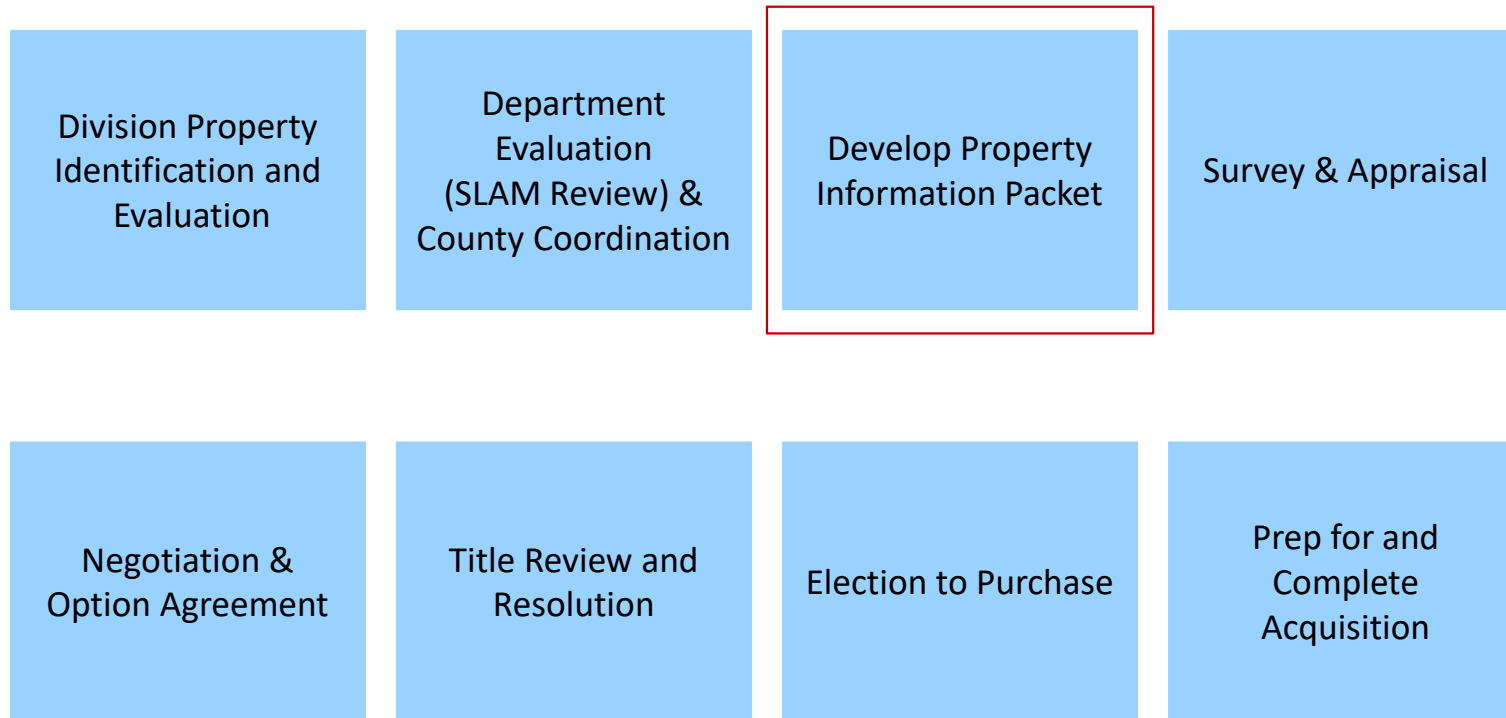 Division Property
Identification and
Evaluation
Department
Evaluation
(SLAM Review) &
County Coordination
Develop Property
Information Packet
Survey & Appraisal
Negotiation &
Option Agreement
Title Review and
Resolution
Election to Purchase
Prep for and
Complete
Acquisition